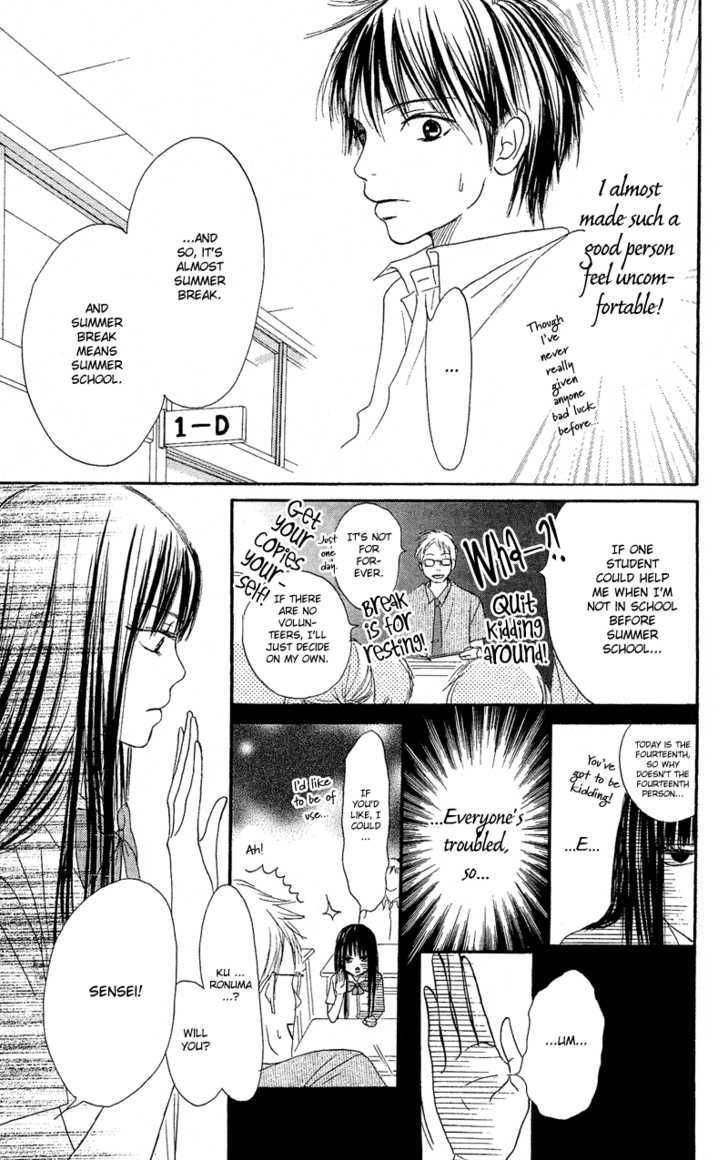 I almost
made such a
good person
feel uncom-
fortable!
Though
I've
never
really
given
anyone
bad luck
before...
...
...AND
SO, IT'S
ALMOST
SUMMER
BREAK.
AND
SUMMER
BREAK
MEANS
SUMMER
SCHOOL.
1-D
IF ONE
STUDENT
COULD HELP
ME WHEN I'M
NOT IN SCHOOL
BEFORE
SUMMER
SCHOOL...
Wha-?!
Quit
kidding
around!
IT'S NOT
FOR
FOR-
EVER.
Just
one
day.
Break
is for
resting!
Get
your
copies
your-
self!
IF THERE
ARE NO
VOLUN-
TEERS, I'LL
JUST DECIDE
ON MY OWN.
TODAY IS THE
FOURTEENTH,
SO WHY
DOESN'T THE
FOURTEENTH
PERSON...
You've
got to be
kidding!
...E...
...Everyone's
troubled,
so...
...UM...
IF
YOU'D
LIKE, I
COULD
...
I'd like
to be of
use...
Ah!
KU ...
RONUMA
...?
WILL
YOU?
SENSEI!